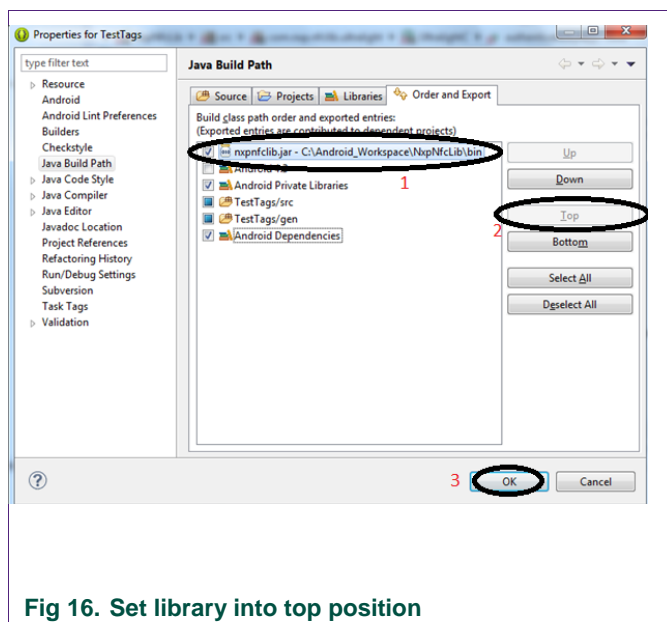 Properties for TestTags
type filter text
Resource
Android
Android Lint Preferences
Builders
Checkstyle
Java Build Path
Java Code Style
Java Compiler
Java Editor
Javadoc Location
Project References
Refactoring History
Run/Debug Settings
Subversion
Task Tags
Validation
Java Build Path
Source Projects Libraries Order and Export
Build class path order and exported entries:
(Exported entries are contributed to dependent projects)
nxpnfclib.jar - C:\Android_Workspace\NxpNfcLib\bin
Android
1
Android Private Libraries
TestTags/src
TestTags/gen
Android Dependencies
Up
Down
Top
2
Bottom
Select All
Deselect All
3
OK
Cancel
Fig 16. Set library into top position